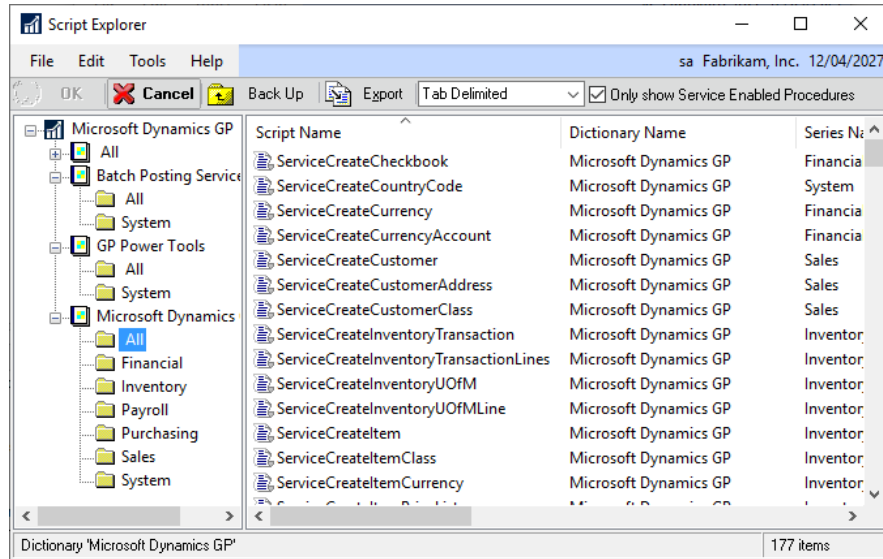 Script Explorer
File Edit Tools Help sa Fabrikam, Inc. 12/04/2027
OK Cancel Back Up Export Tab Delimited Only show Service Enabled Procedures
Microsoft Dynamics GP
All
Batch Posting Service
All
System
GP Power Tools
All
System
Microsoft Dynamics
All
Financial
Inventory
Payroll
Purchasing
Sales
System
Script Name Dictionary Name Series Na
ServiceCreateCheckbook Microsoft Dynamics GP Financia
ServiceCreateCountryCode Microsoft Dynamics GP System
ServiceCreateCurrency Microsoft Dynamics GP Financia
ServiceCreateCurrencyAccount Microsoft Dynamics GP Financia
ServiceCreateCustomer Microsoft Dynamics GP Sales
ServiceCreateCustomerAddress Microsoft Dynamics GP Sales
ServiceCreateCustomerClass Microsoft Dynamics GP Sales
ServiceCreateInventoryTransaction Microsoft Dynamics GP Inventor
ServiceCreateInventoryTransactionLines Microsoft Dynamics GP Inventor
ServiceCreateInventoryUOfM Microsoft Dynamics GP Inventor
ServiceCreateInventoryUOfMLine Microsoft Dynamics GP Inventor
ServiceCreateItem Microsoft Dynamics GP Inventor
ServiceCreateItemClass Microsoft Dynamics GP Inventor
ServiceCreateItemCurrency Microsoft Dynamics GP Inventor
Dictionary 'Microsoft Dynamics GP' 177 items